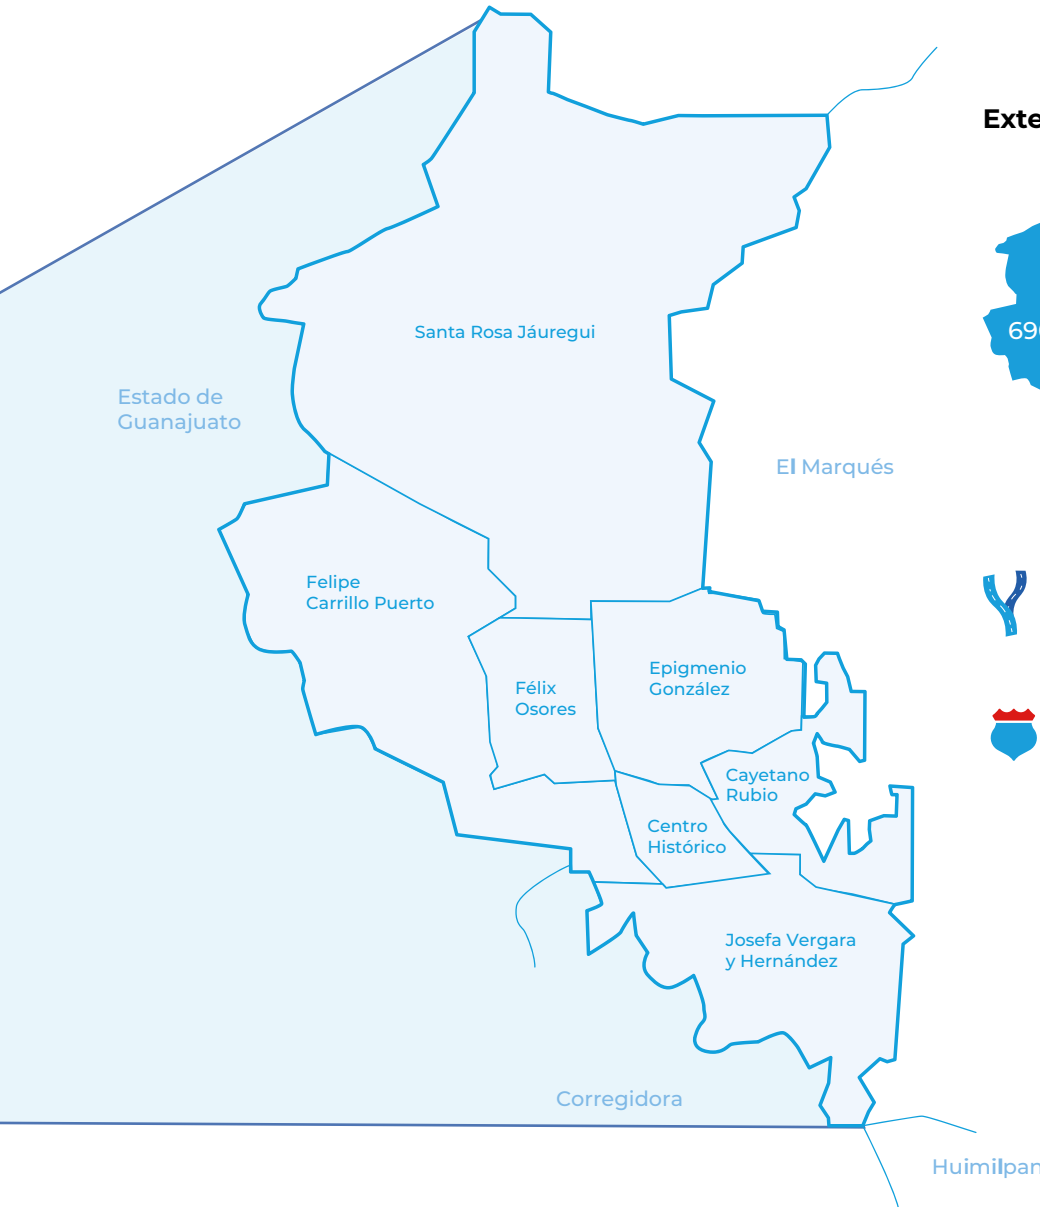 Exte
Santa Rosa Jáuregui
690
Estado de
Guanajuato
El Marqués
Felipe
Carrillo Puerto
Epigmenio
González
Félix
Osores
Cayetano
Rubio
Centro
Histórico
Josefa Vergara
y Hernández
Corregidora
Huimilpan